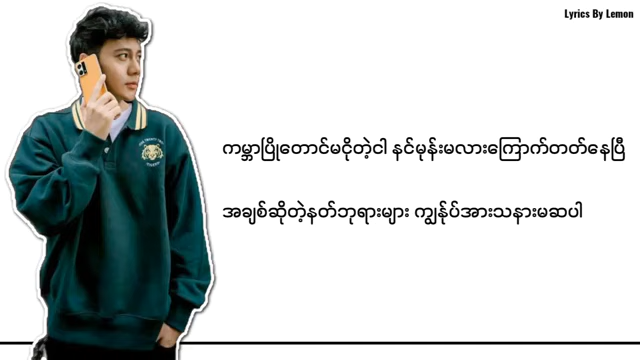 Lyrics By Lemon
ကမ္ဘာပြိုတောင်မငိုတဲ့ငါ နင်မုန်းမလားကြောက်တတ်နေပြီ
အချစ်ဆိုတဲ့နတ်ဘုရားများ ကျွန်ုပ်အားသနားမဆပါ